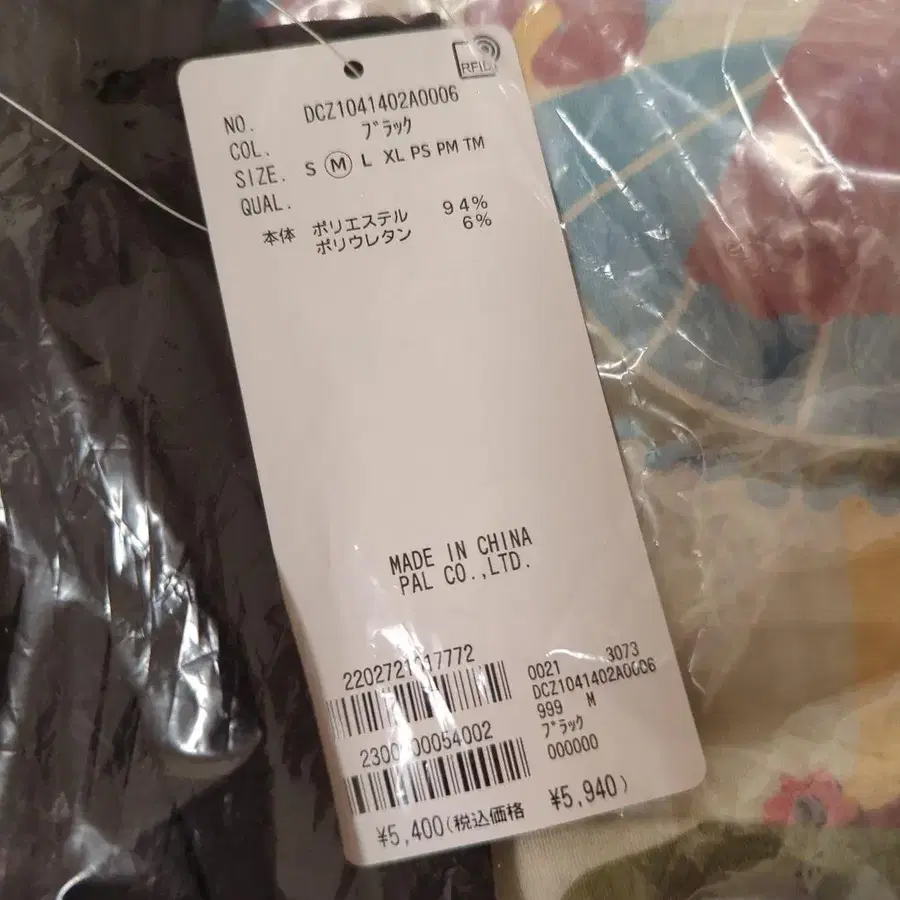 RFID
NO. DCZ1041402A0006
COL. ブラック
SIZE. S M L XL PS PM TM
QUAL.
本体 ポリエステル 94%
ポリウレタン 6%
MADE IN CHINA
PAL CO.,LTD.
0021 3073
DCZ1041402A0006
999 M
ブラック
000000
¥5,400(税込価格 ¥5,940)